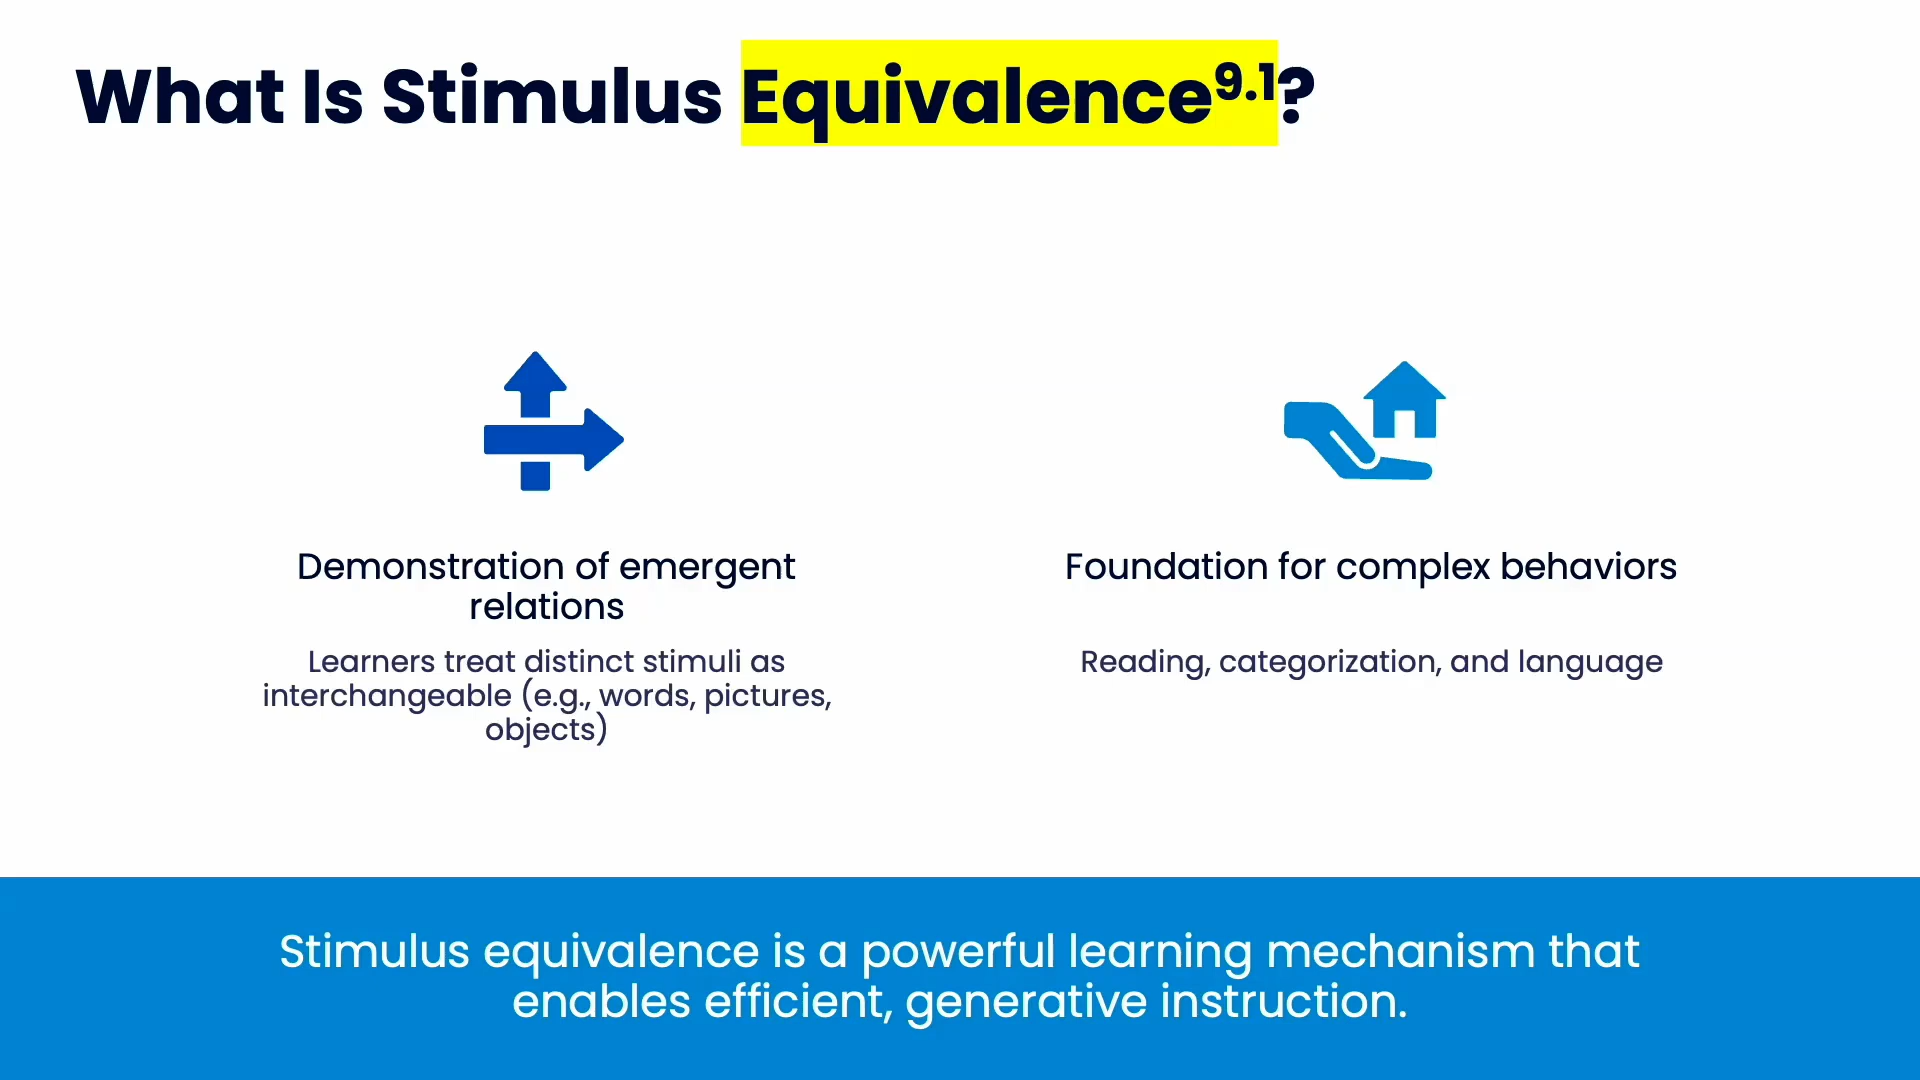 What Is Stimulus Equivalence9.1?
Demonstration of emergent
relations
Learners treat distinct stimuli as
interchangeable (e.g., words, pictures,
objects)
Foundation for complex behaviors
Reading, categorization, and language
Stimulus equivalence is a powerful learning mechanism that
enables efficient, generative instruction.